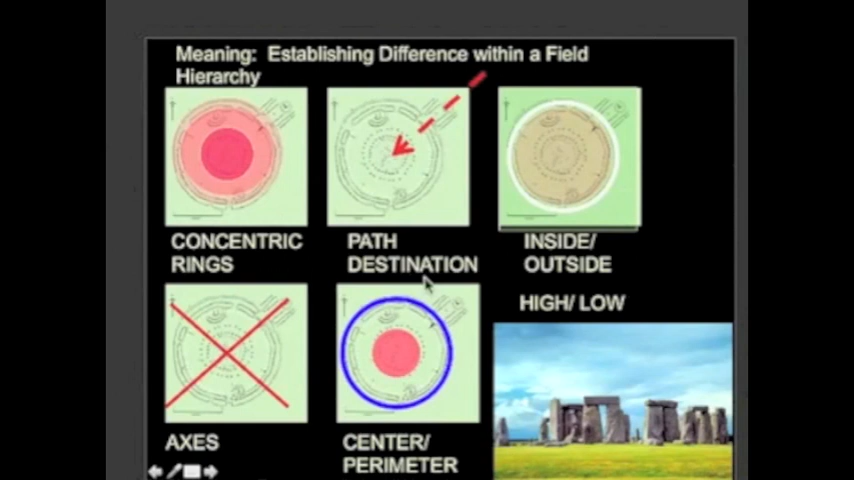 Meaning: Establishing Difference within a Field
Hierarchy
CONCENTRIC
RINGS
PATH
DESTINATION
INSIDE/
OUTSIDE
HIGH/ LOW
AXES
CENTER/
PERIMETER